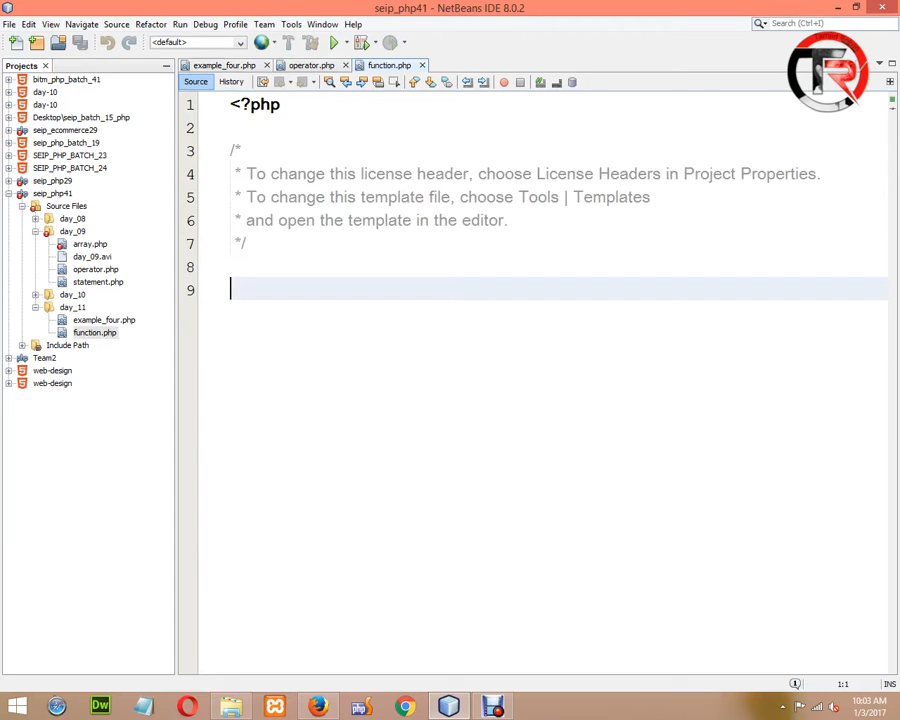 seip_php41 - NetBeans IDE 8.0.2
File Edit View Navigate Source Refactor Run Debug Profile Team Tools Window Help
Search (Ctrl+I)
<default>
Projects
example_four.php operator.php function.php
Source History
bitm_php_batch_41
day-10
day-10
Desktop\seip_batch_15_php
seip_ecommerce29
seip_php_batch_19
SEIP_PHP_BATCH_23
SEIP_PHP_BATCH_24
seip_php29
seip_php41
Source Files
day_08
day_09
array.php
day_09.avi
operator.php
statement.php
day_10
day_11
example_four.php
function.php
Include Path
Team2
web-design
web-design
1 <?php
2
3 /*
4 * To change this license header, choose License Headers in Project Properties.
5 * To change this template file, choose Tools | Templates
6 * and open the template in the editor.
7 */
8
9
TR
1:1 INS
Dw
10:03 AM
1/3/2017